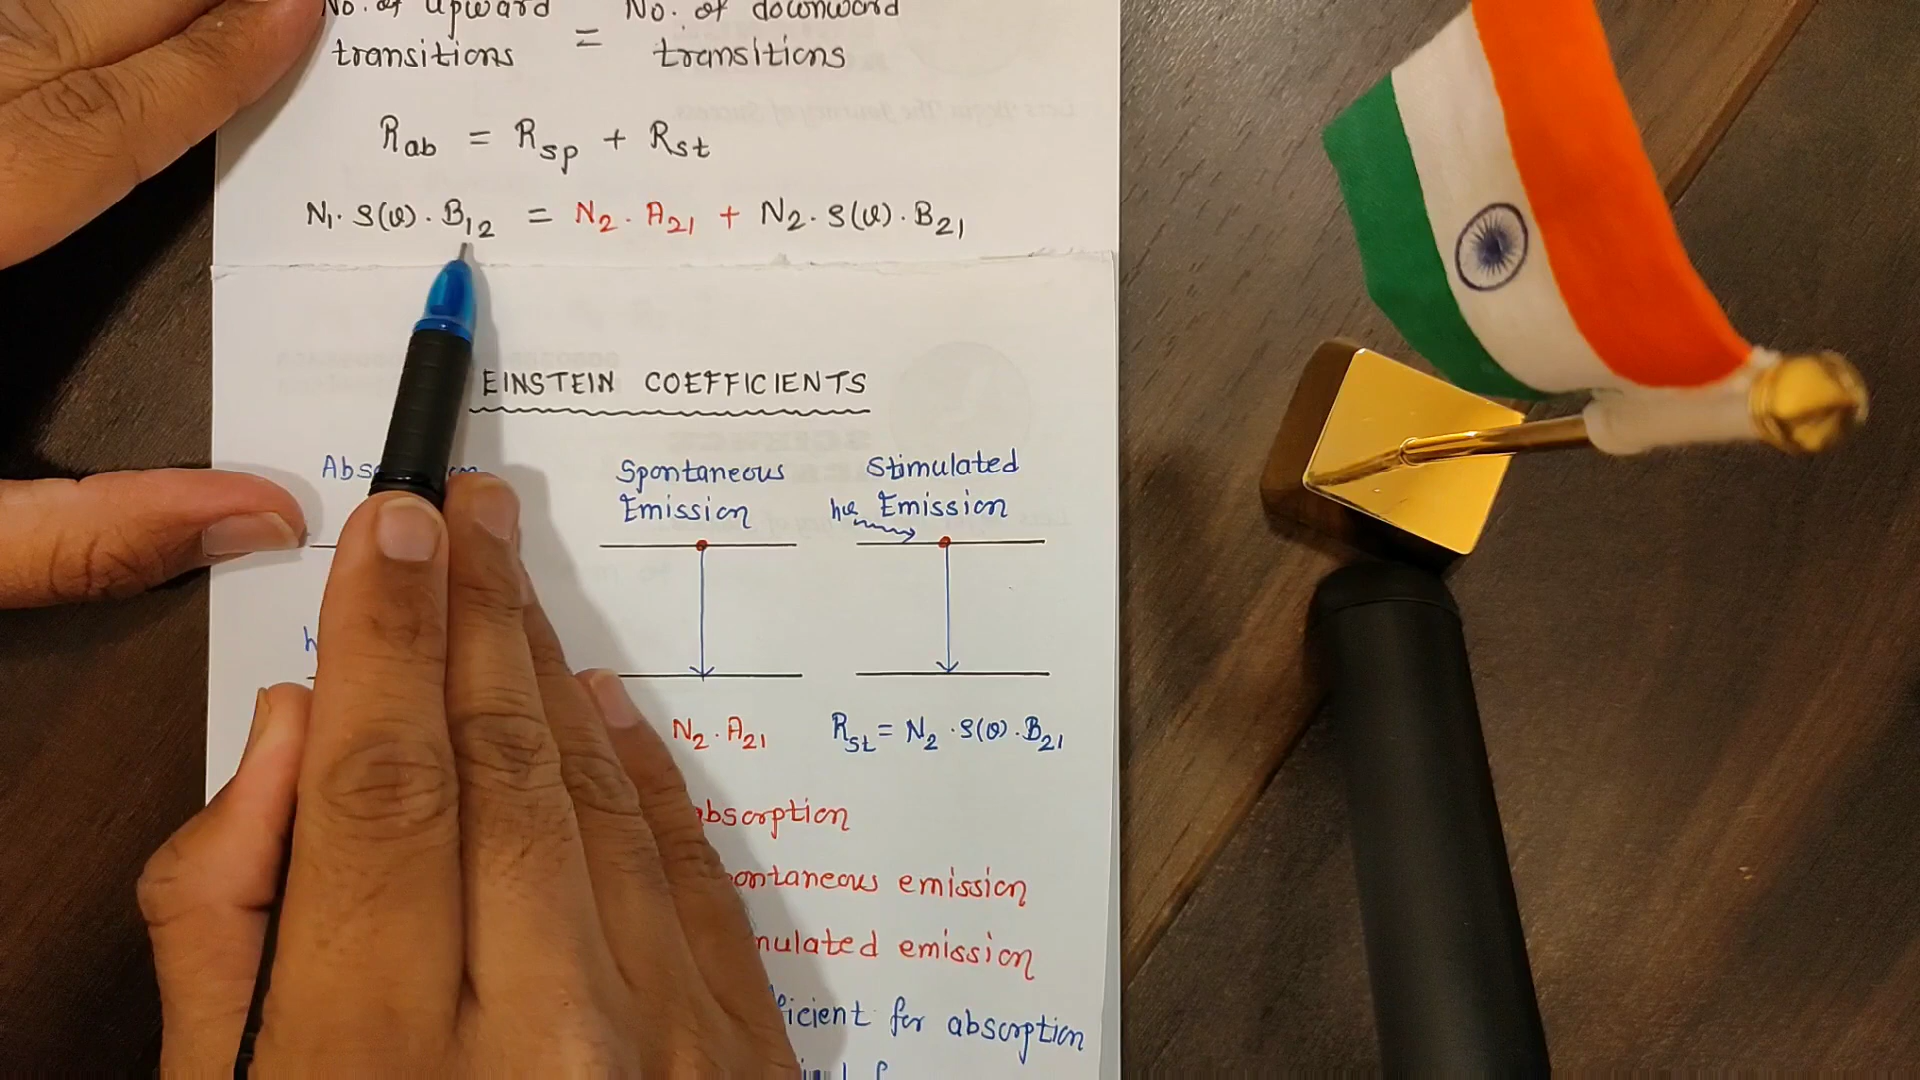 No. of upward = No. of downward
transitions transitions
Rab = Rsp + Rst
N1 · ρ(ν) · B12 = N2 · A21 + N2 · ρ(ν) · B21
EINSTEIN COEFFICIENTS
Spontaneous Emission
Stimulated Emission
hν
N2 · A21
Rst = N2 · ρ(ν) · B21
absorption
emission
emission
for absorption